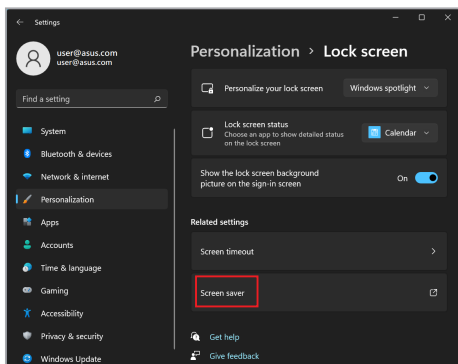 Settings
user@asus.com
user@asus.com
Find a setting
System
Bluetooth & devices
Network & internet
Personalization
Apps
Accounts
Time & language
Gaming
Accessibility
Privacy & security
Windows Update
Personalization > Lock screen
Personalize your lock screen
Windows spotlight
Lock screen status
Choose an app to show detailed status
on the lock screen
Calendar
Show the lock screen background
picture on the sign-in screen
On
Related settings
Screen timeout
Screen saver
Get help
Give feedback